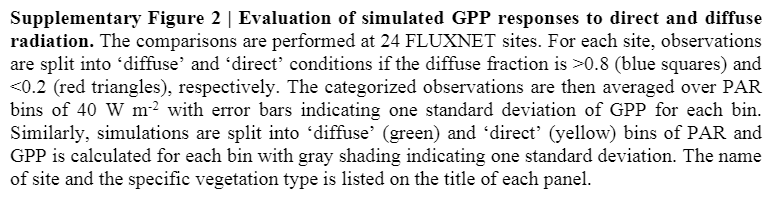 Supplementary Figure 2 | Evaluation of simulated GPP responses to direct and diffuse
radiation. The comparisons are performed at 24 FLUXNET sites. For each site, observations
are split into ‘diffuse’ and ‘direct’ conditions if the diffuse fraction is >0.8 (blue squares) and
<0.2 (red triangles), respectively. The categorized observations are then averaged over PAR
bins of 40 W m⁻² with error bars indicating one standard deviation of GPP for each bin.
Similarly, simulations are split into ‘diffuse’ (green) and ‘direct’ (yellow) bins of PAR and
GPP is calculated for each bin with gray shading indicating one standard deviation. The name
of site and the specific vegetation type is listed on the title of each panel.